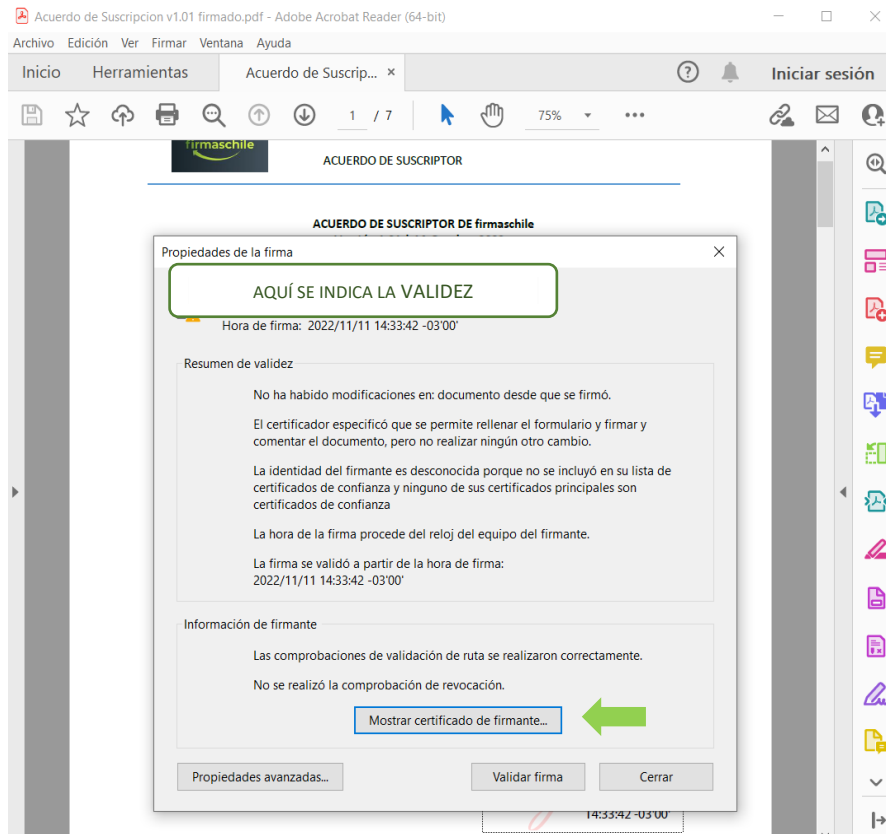 Acuerdo de Suscripcion v1.01 firmado.pdf - Adobe Acrobat Reader (64-bit)
Archivo Edición Ver Firmar Ventana Ayuda
Inicio Herramientas Acuerdo de Suscrip... × Iniciar sesión
1 / 7 75%
firmaschile
ACUERDO DE SUSCRIPTOR
ACUERDO DE SUSCRIPTOR DE firmaschile
Propiedades de la firma
AQUÍ SE INDICA LA VALIDEZ
Hora de firma: 2022/11/11 14:33:42 -03'00'
Resumen de validez
No ha habido modificaciones en: documento desde que se firmó.
El certificador especificó que se permite rellenar el formulario y firmar y
comentar el documento, pero no realizar ningún otro cambio.
La identidad del firmante es desconocida porque no se incluyó en su lista de
certificados de confianza y ninguno de sus certificados principales son
certificados de confianza
La hora de la firma procede del reloj del equipo del firmante.
La firma se validó a partir de la hora de firma:
2022/11/11 14:33:42 -03'00'
Información de firmante
Las comprobaciones de validación de ruta se realizaron correctamente.
No se realizó la comprobación de revocación.
Mostrar certificado de firmante...
Propiedades avanzadas... Validar firma Cerrar
14:33:42 -03'00'